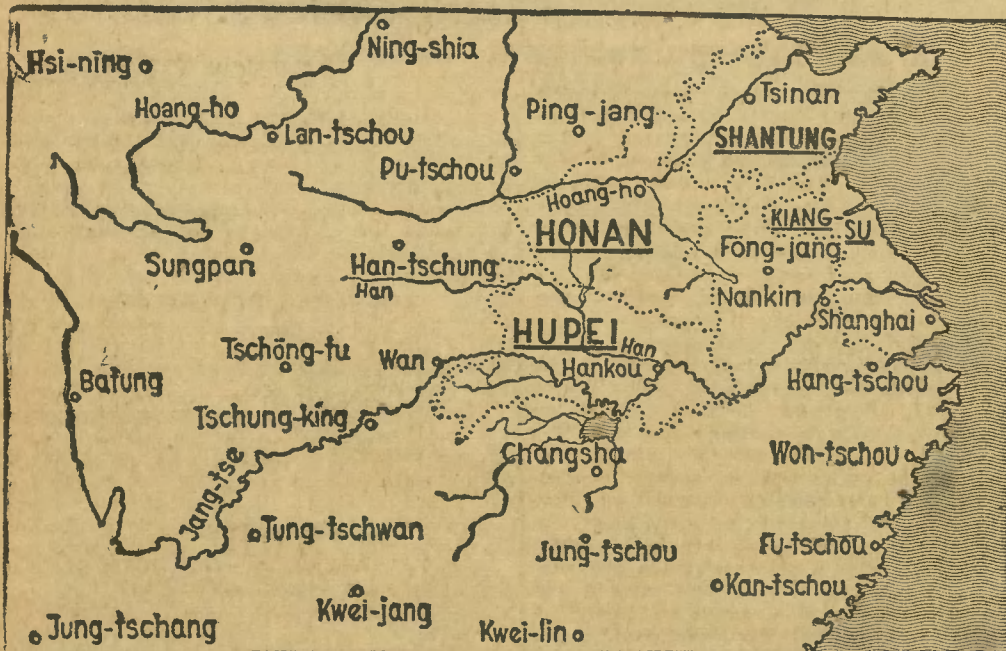 Ning-shia
Hsi-ning
Hoang-ho
Lan-tschou
Ping-jang
Tsinan
SHANTUNG
Pu-tschou
Hoang-ho
HONAN
KIANG-
SU
Sungpan
Han-tschung
Han
Föng-jang
Nankin
Shanghai
HUPEI
Han
Tschöng-tu
Wan
Hankou
Hang-tschou
Batung
Tschung-king
Changsha
Won-tschou
Jang-tse
Tung-tschwan
Jung-tschou
Fu-tschou
Kan-tschou
Kwei-jang
Jung-tschang
Kwei-lin